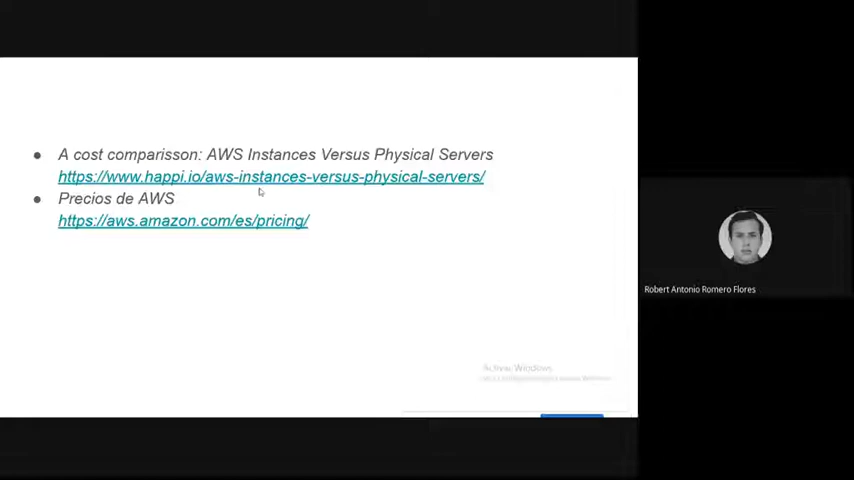 A cost comparisson: AWS Instances Versus Physical Servers
https://www.happi.io/aws-instances-versus-physical-servers/
Precios de AWS
https://aws.amazon.com/es/pricing/
Robert Antonio Romero Flores
Windows